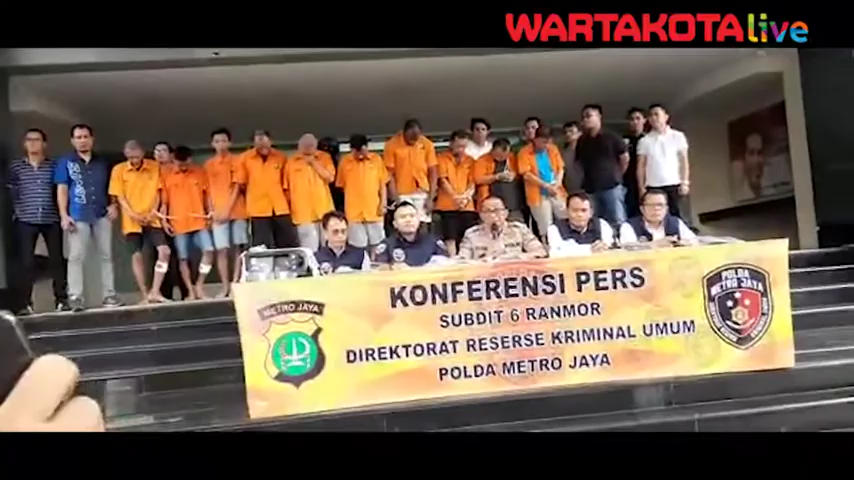 WARTAKOTAlive
KONFERENSI PERS
SUBDIT 6 RANMOR
DIREKTORAT RESERSE KRIMINAL UMUM
POLDA METRO JAYA
METRO JAYA
POLDA
METRO JAYA